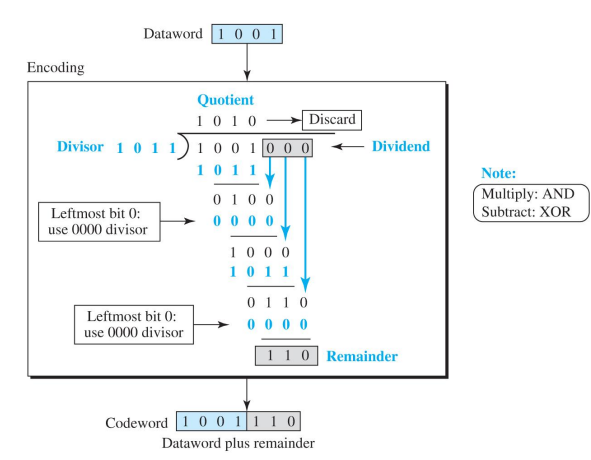 Dataword 1 0 0 1
Encoding
Quotient
1 0 1 0 Discard
Divisor 1 0 1 1 1 0 0 1 0 0 0 Dividend
1 0 1 1
Note:
Multiply: AND
Subtract: XOR
0 1 0 0
Leftmost bit 0:
use 0000 divisor
0 0 0 0
1 0 0 0
1 0 1 1
0 1 1 0
Leftmost bit 0:
use 0000 divisor
0 0 0 0
1 1 0 Remainder
Codeword 1 0 0 1 1 1 0
Dataword plus remainder